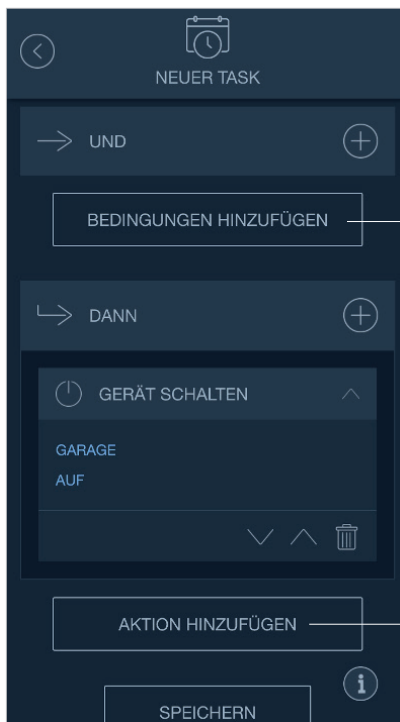 NEUER TASK
UND
BEDINGUNGEN HINZUFÜGEN
DANN
GERÄT SCHALTEN
GARAGE
AUF
AKTION HINZUFÜGEN
i
SPEICHERN